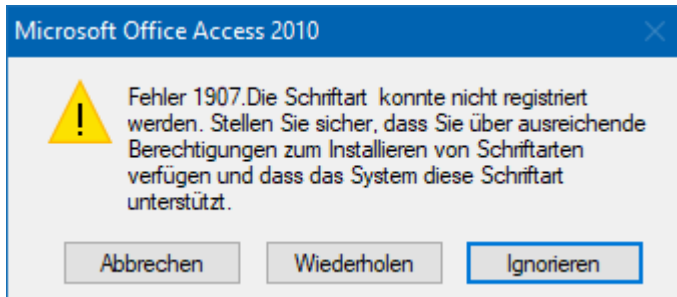 Microsoft Office Access 2010
Fehler 1907.Die Schriftart  konnte nicht registriert
werden. Stellen Sie sicher, dass Sie über ausreichende
Berechtigungen zum Installieren von Schriftarten
verfügen und dass das System diese Schriftart
unterstützt.
Abbrechen Wiederholen Ignorieren